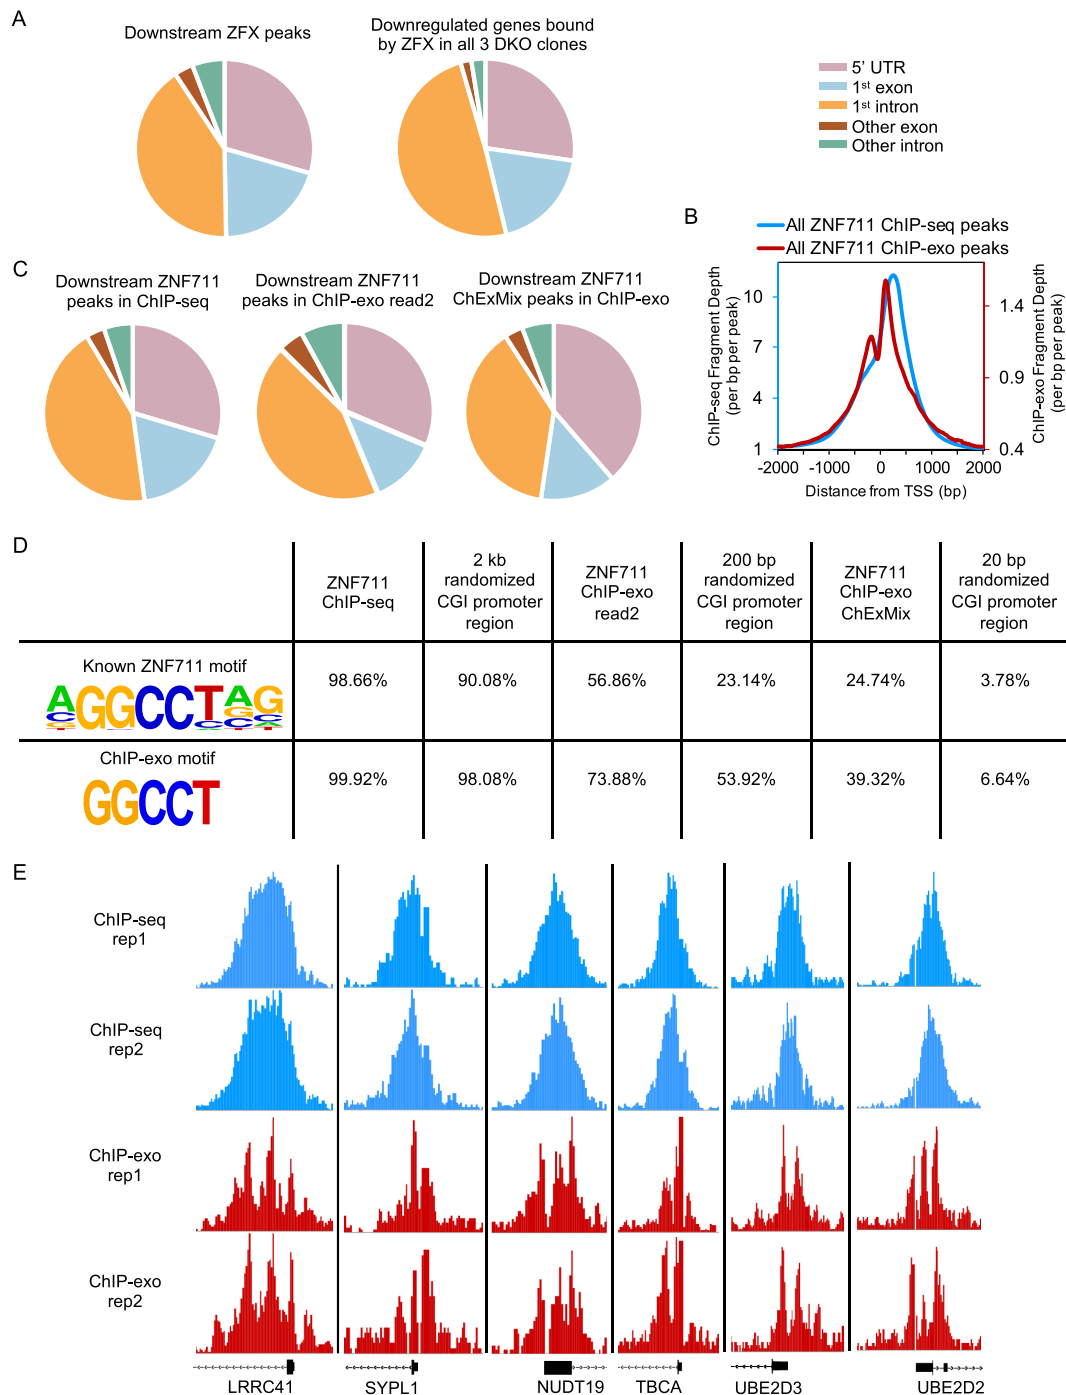 A
Downstream ZFX peaks
Downregulated genes bound
by ZFX in all 3 DKO clones
5' UTR
1st exon
1st intron
Other exon
Other intron
B
All ZNF711 ChIP-seq peaks
All ZNF711 ChIP-exo peaks
ChIP-seq Fragment Depth
(per bp per peak)
10
7
4
1
1.4
0.9
0.4
ChIP-exo Fragment Depth
(per bp per peak)
-2000 -1000 0 1000 2000
Distance from TSS (bp)
C
Downstream ZNF711
peaks in ChIP-seq
Downstream ZNF711
peaks in ChIP-exo read2
Downstream ZNF711
ChExMix peaks in ChIP-exo
D
ZNF711
ChIP-seq
2 kb
randomized
CGI promoter
region
ZNF711
ChIP-exo
read2
200 bp
randomized
CGI promoter
region
ZNF711
ChIP-exo
ChExMix
20 bp
randomized
CGI promoter
region
Known ZNF711 motif
AGGCCTAG
98.66% 90.08% 56.86% 23.14% 24.74% 3.78%
ChIP-exo motif
GGCCT
99.92% 98.08% 73.88% 53.92% 39.32% 6.64%
E
ChIP-seq
rep1
ChIP-seq
rep2
ChIP-exo
rep1
ChIP-exo
rep2
LRRC41 SYPL1 NUDT19 TBCA UBE2D3 UBE2D2